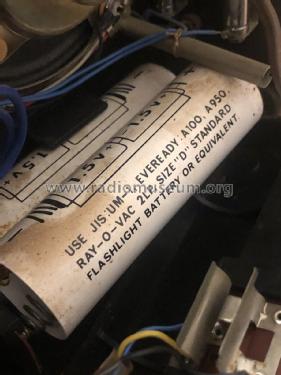 USE JIS:UM-1, EVEREADY:A100, A950,
RAY-O-VAC 2LP, SIZE "D" STANDARD
FLASHLIGHT BATTERY OR EQUIVALENT.
+ 1.5V -
+ 1.5V
© www.radiomuseum.org